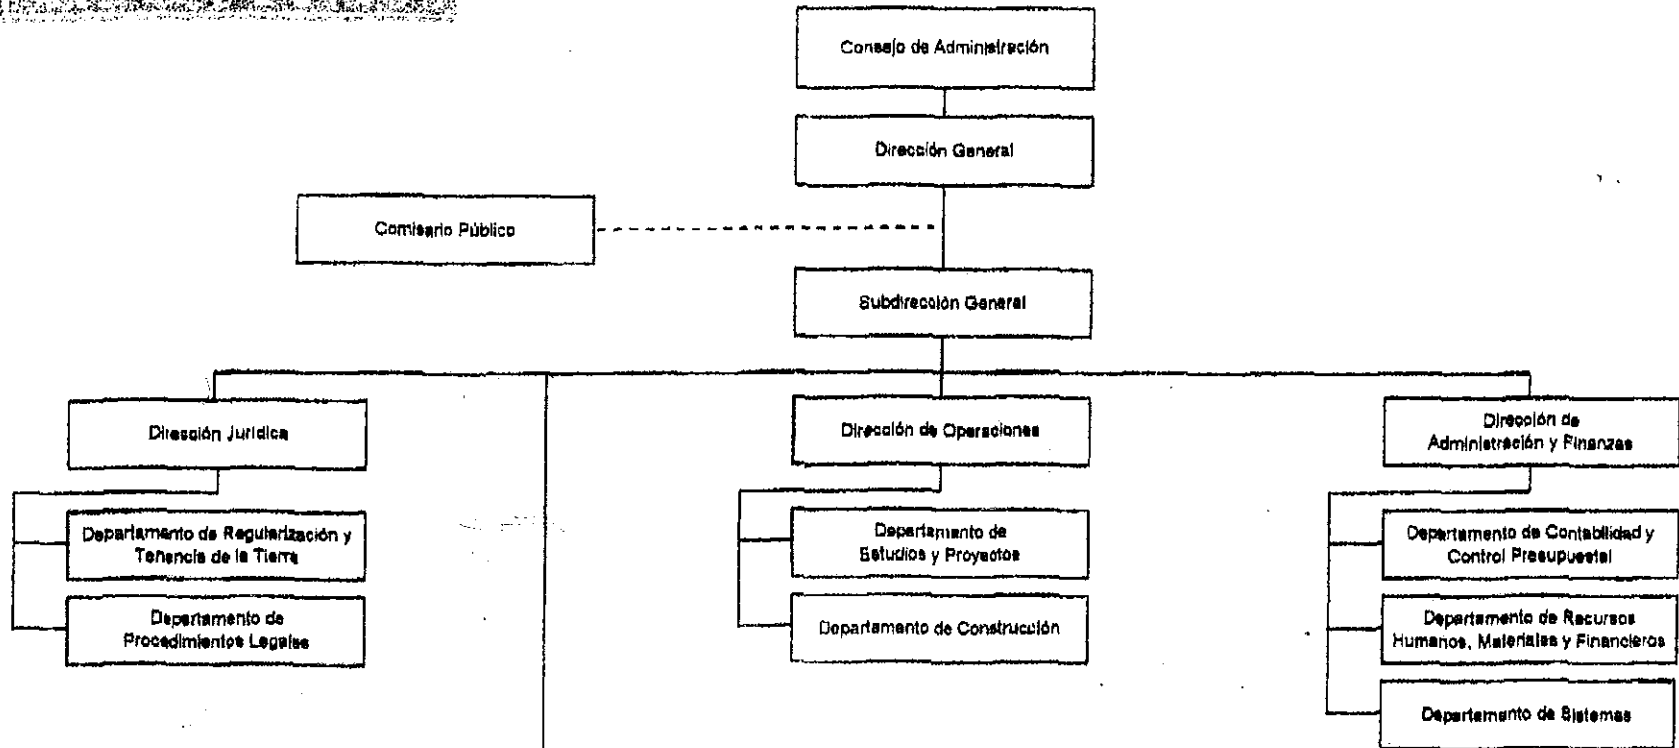 Consejo de Administración
Dirección General
Comisario Público
Subdirección General
Dirección Jurídica
Dirección de Operaciones
Dirección de
Administración y Finanzas
Departamento de Regularización y
Tenencia de la Tierra
Departamento de
Estudios y Proyectos
Departamento de Contabilidad y
Control Presupuestal
Departamento de
Procedimientos Legales
Departamento de Construcción
Departamento de Recursos
Humanos, Materiales y Financieros
Departamento de Sistemas